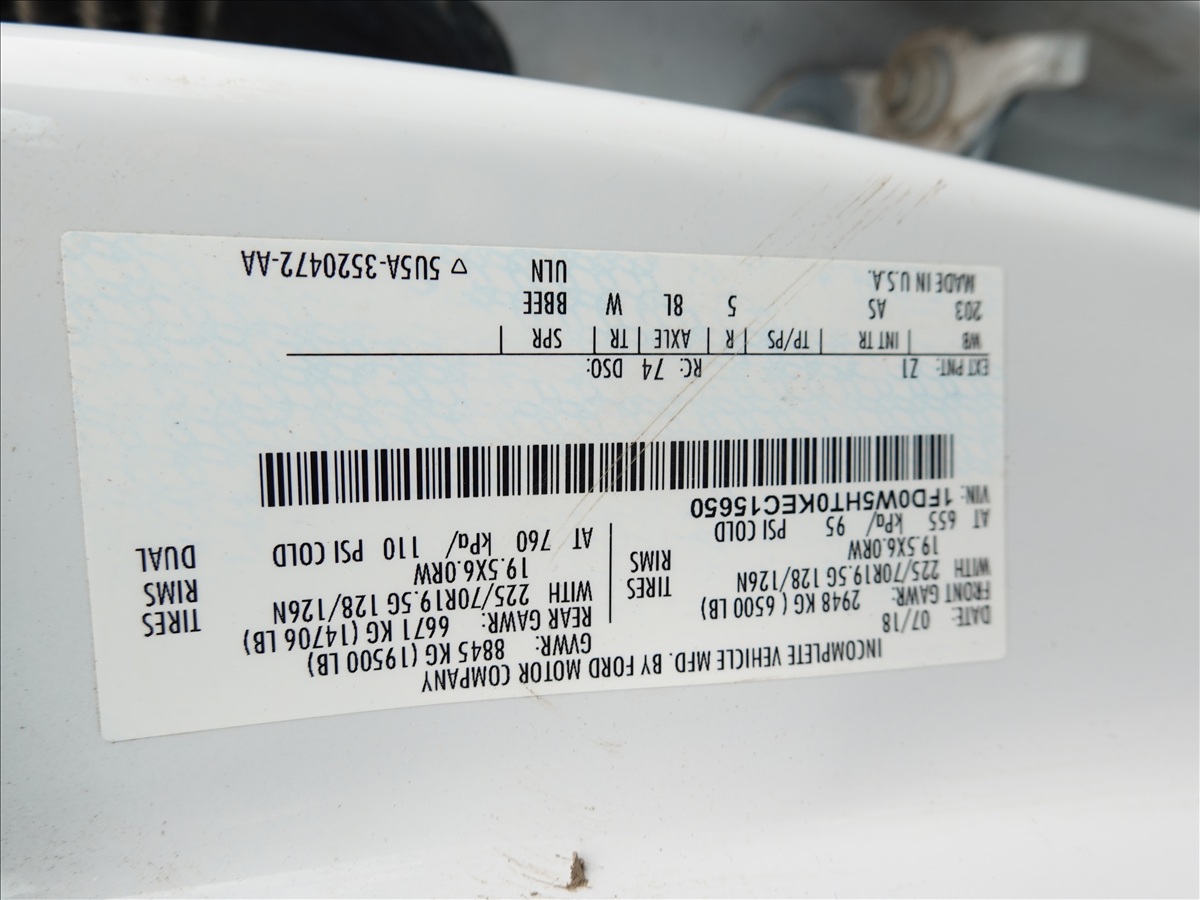 INCOMPLETE VEHICLE MFD. BY FORD MOTOR COMPANY
DATE: 07/18 GVWR: 8845 KG (19500 LB)
FRONT GAWR: 2948 KG (6500 LB) REAR GAWR: 6671 KG (14706 LB)
WITH 225/70R19.5G 128/126N TIRES WITH 225/70R19.5G 128/126N TIRES
19.5X6.0RW RIMS 19.5X6.0RW RIMS
AT 655 kPa/ 95 PSI COLD AT 760 kPa/ 110 PSI COLD DUAL
VIN: 1FD0W5HT0KEC15650
EXT PNT: Z1 RC: 74 DSO:
WB | INT TR | TP/PS | R | AXLE | TR | SPR |
203 AS 5 8L W BBEE
MADE IN U.S.A. ULN ▽ 5U5A-3520472-AA